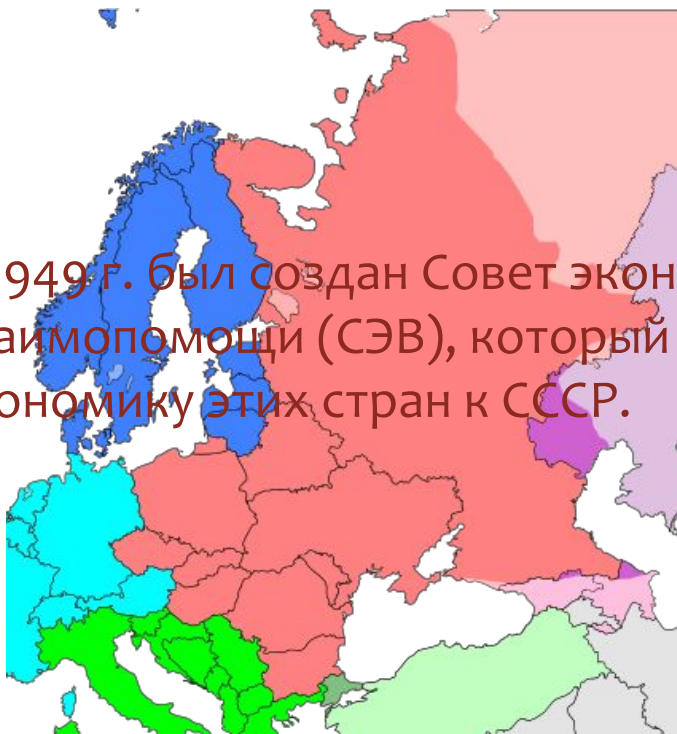 949 г. был создан Совет экон
аимопомощи (СЭВ), который
ономику этих стран к СССР.